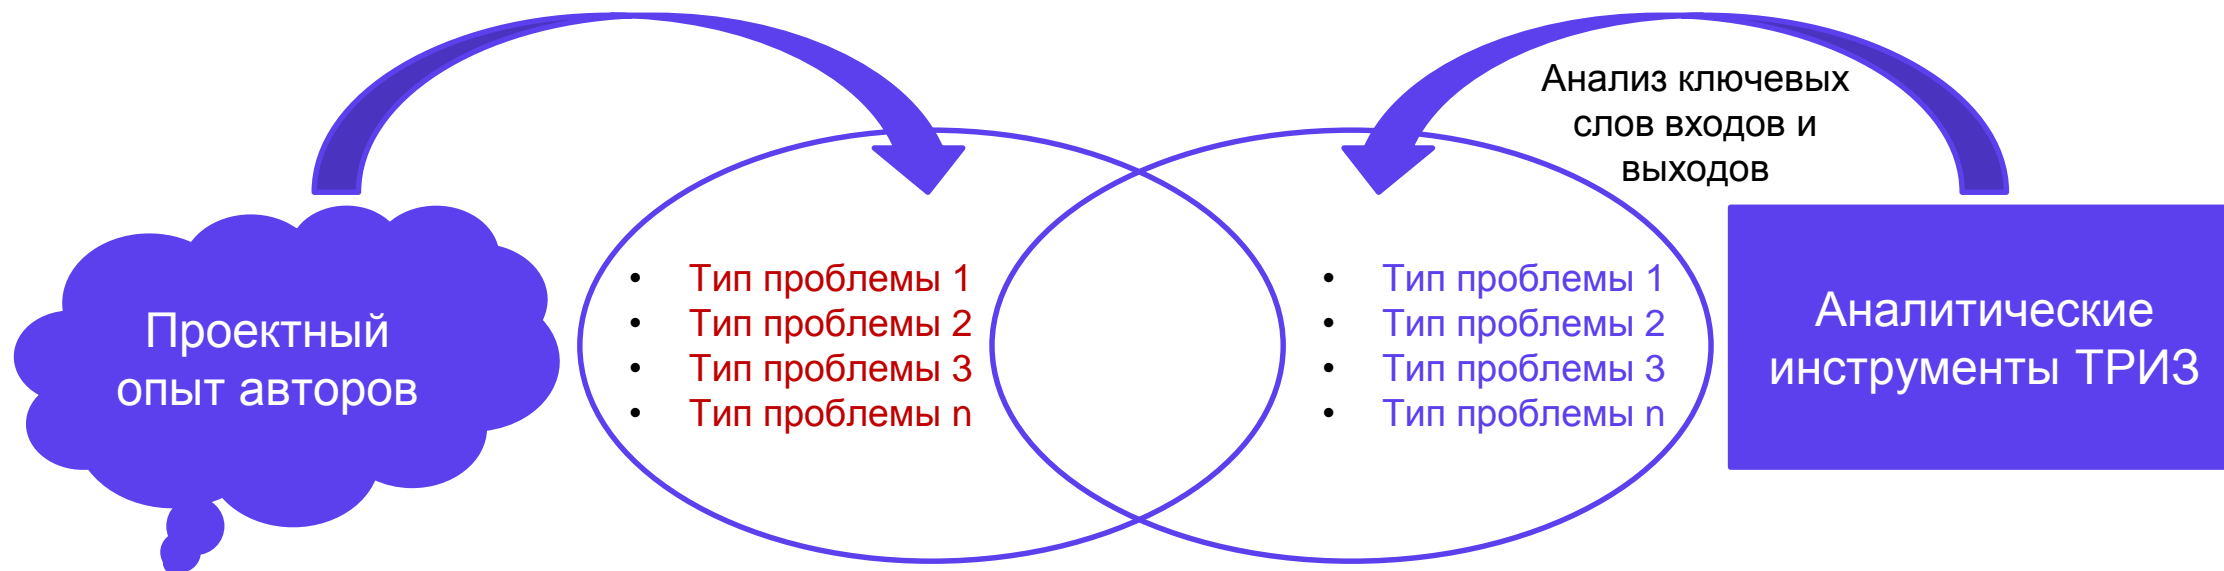 Анализ ключевых
слов входов и
выходов
Проектный
опыт авторов
• Тип проблемы 1
• Тип проблемы 2
• Тип проблемы 3
• Тип проблемы n
• Тип проблемы 1
• Тип проблемы 2
• Тип проблемы 3
• Тип проблемы n
Аналитические
инструменты ТРИЗ